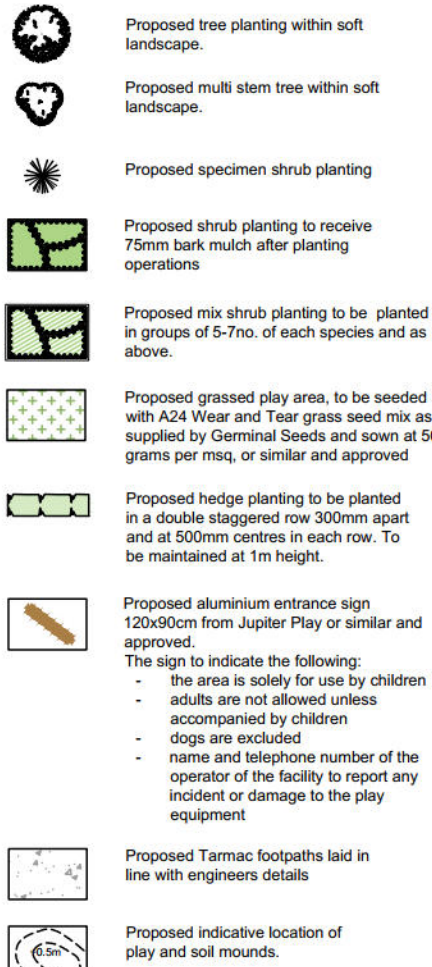 Proposed tree planting within soft
landscape.
Proposed multi stem tree within soft
landscape.
Proposed specimen shrub planting
Proposed shrub planting to receive
75mm bark mulch after planting
operations
Proposed mix shrub planting to be planted
in groups of 5-7no. of each species and as
above.
Proposed grassed play area, to be seeded
with A24 Wear and Tear grass seed mix as
supplied by Germinal Seeds and sown at
grams per msq, or similar and approved
Proposed hedge planting to be planted
in a double staggered row 300mm apart
and at 500mm centres in each row. To
be maintained at 1m height.
Proposed aluminium entrance sign
120x90cm from Jupiter Play or similar and
approved.
The sign to indicate the following:
- the area is solely for use by children
- adults are not allowed unless
accompanied by children
- dogs are excluded
- name and telephone number of the
operator of the facility to report any
incident or damage to the play
equipment
Proposed Tarmac footpaths laid in
line with engineers details
+0.5m
Proposed indicative location of
play and soil mounds.